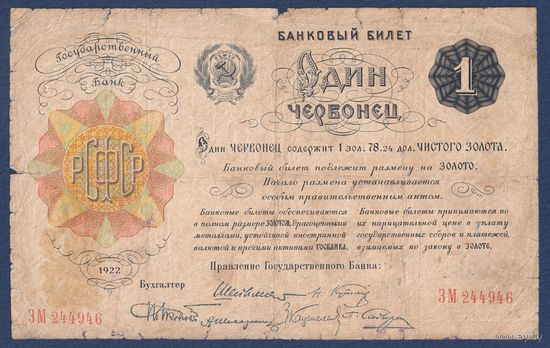 Государственный
Банк
БАНКОВЫЙ БИЛЕТ
ОДИН
ЧЕРВОНЕЦ
1
РСФСР
Один ЧЕРВОНЕЦ содержит 1 зол. 78.24 дол. ЧИСТОГО ЗОЛОТА.
Банковый билет подлежит размену на ЗОЛОТО.
Начало размена устанавливается
особым правительственным актом.
Банковые билеты обеспечиваются
в полном размере ЗОЛОТОМ, драгоценными
металлами, устойчивой иностранной
валютой и прочими активами ГОСБАНКА.
Банковые билеты принимаются по
их нарицательной цене в уплату
государственных сборов и платежей,
взимаемых по закону в ЗОЛОТЕ.
1922
Правление Государственного Банка:
Бухгалтер
ЗМ 244946
ЗМ 244946